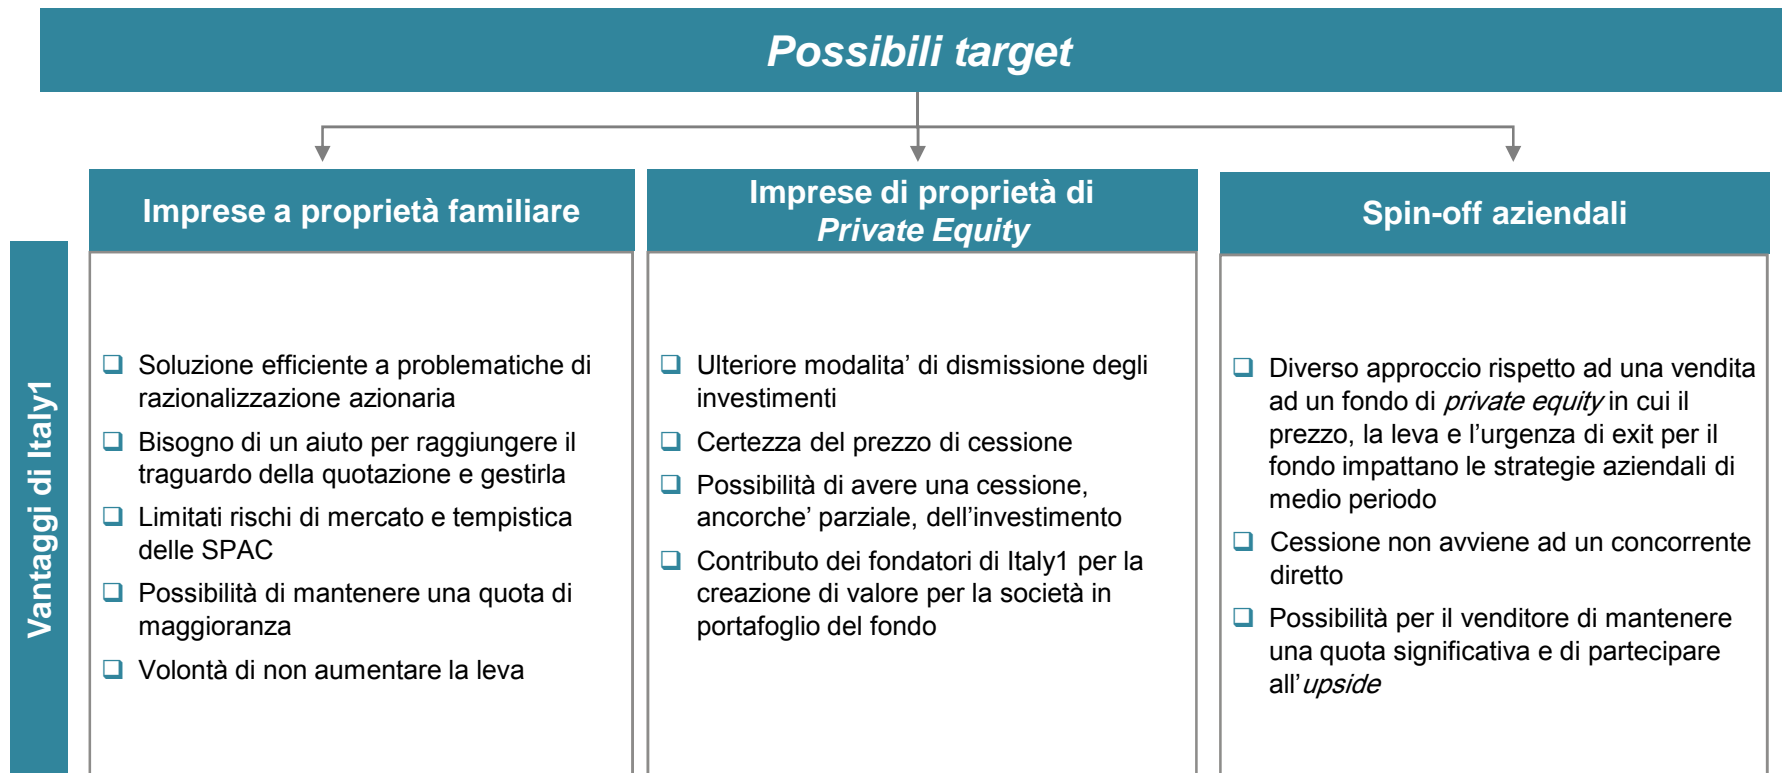 Possibili target
Imprese a proprietà familiare
Imprese di proprietà di
Private Equity
Spin-off aziendali
Vantaggi di Italy1
Soluzione efficiente a problematiche di
razionalizzazione azionaria
Bisogno di un aiuto per raggiungere il
traguardo della quotazione e gestirla
Limitati rischi di mercato e tempistica
delle SPAC
Possibilità di mantenere una quota di
maggioranza
Volontà di non aumentare la leva
Ulteriore modalita’ di dismissione degli
investimenti
Certezza del prezzo di cessione
Possibilità di avere una cessione,
ancorche’ parziale, dell’investimento
Contributo dei fondatori di Italy1 per la
creazione di valore per la società in
portafoglio del fondo
Diverso approccio rispetto ad una vendita
ad un fondo di private equity in cui il
prezzo, la leva e l’urgenza di exit per il
fondo impattano le strategie aziendali di
medio periodo
Cessione non avviene ad un concorrente
diretto
Possibilità per il venditore di mantenere
una quota significativa e di partecipare
all’upside